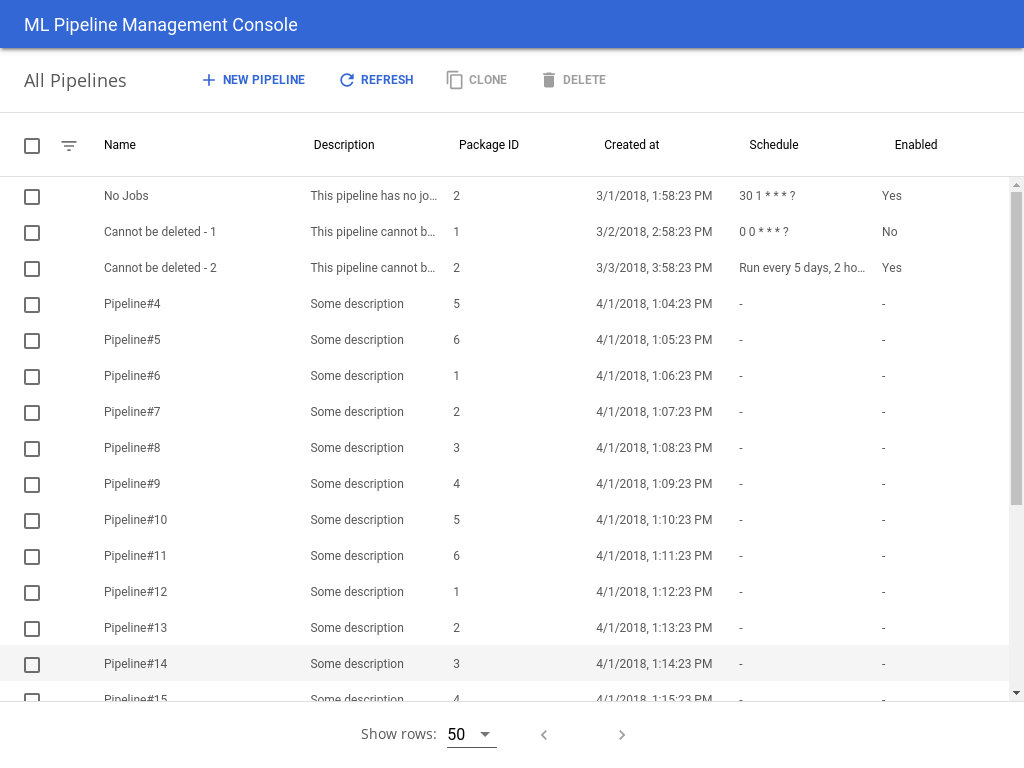 ML Pipeline Management Console
All Pipelines NEW PIPELINE REFRESH CLONE DELETE
Name Description Package ID Created at Schedule Enabled
No Jobs This pipeline has no jo... 2 3/1/2018, 1:58:23 PM 30 1 * * * ? Yes
Cannot be deleted - 1 This pipeline cannot b... 1 3/2/2018, 2:58:23 PM 0 0 * * * ? No
Cannot be deleted - 2 This pipeline cannot b... 2 3/3/2018, 3:58:23 PM Run every 5 days, 2 ho... Yes
Pipeline#4 Some description 5 4/1/2018, 1:04:23 PM - -
Pipeline#5 Some description 6 4/1/2018, 1:05:23 PM - -
Pipeline#6 Some description 1 4/1/2018, 1:06:23 PM - -
Pipeline#7 Some description 2 4/1/2018, 1:07:23 PM - -
Pipeline#8 Some description 3 4/1/2018, 1:08:23 PM - -
Pipeline#9 Some description 4 4/1/2018, 1:09:23 PM - -
Pipeline#10 Some description 5 4/1/2018, 1:10:23 PM - -
Pipeline#11 Some description 6 4/1/2018, 1:11:23 PM - -
Pipeline#12 Some description 1 4/1/2018, 1:12:23 PM - -
Pipeline#13 Some description 2 4/1/2018, 1:13:23 PM - -
Pipeline#14 Some description 3 4/1/2018, 1:14:23 PM - -
Pipeline#15 Some description 4 4/1/2018, 1:15:23 PM - -
Show rows: 50